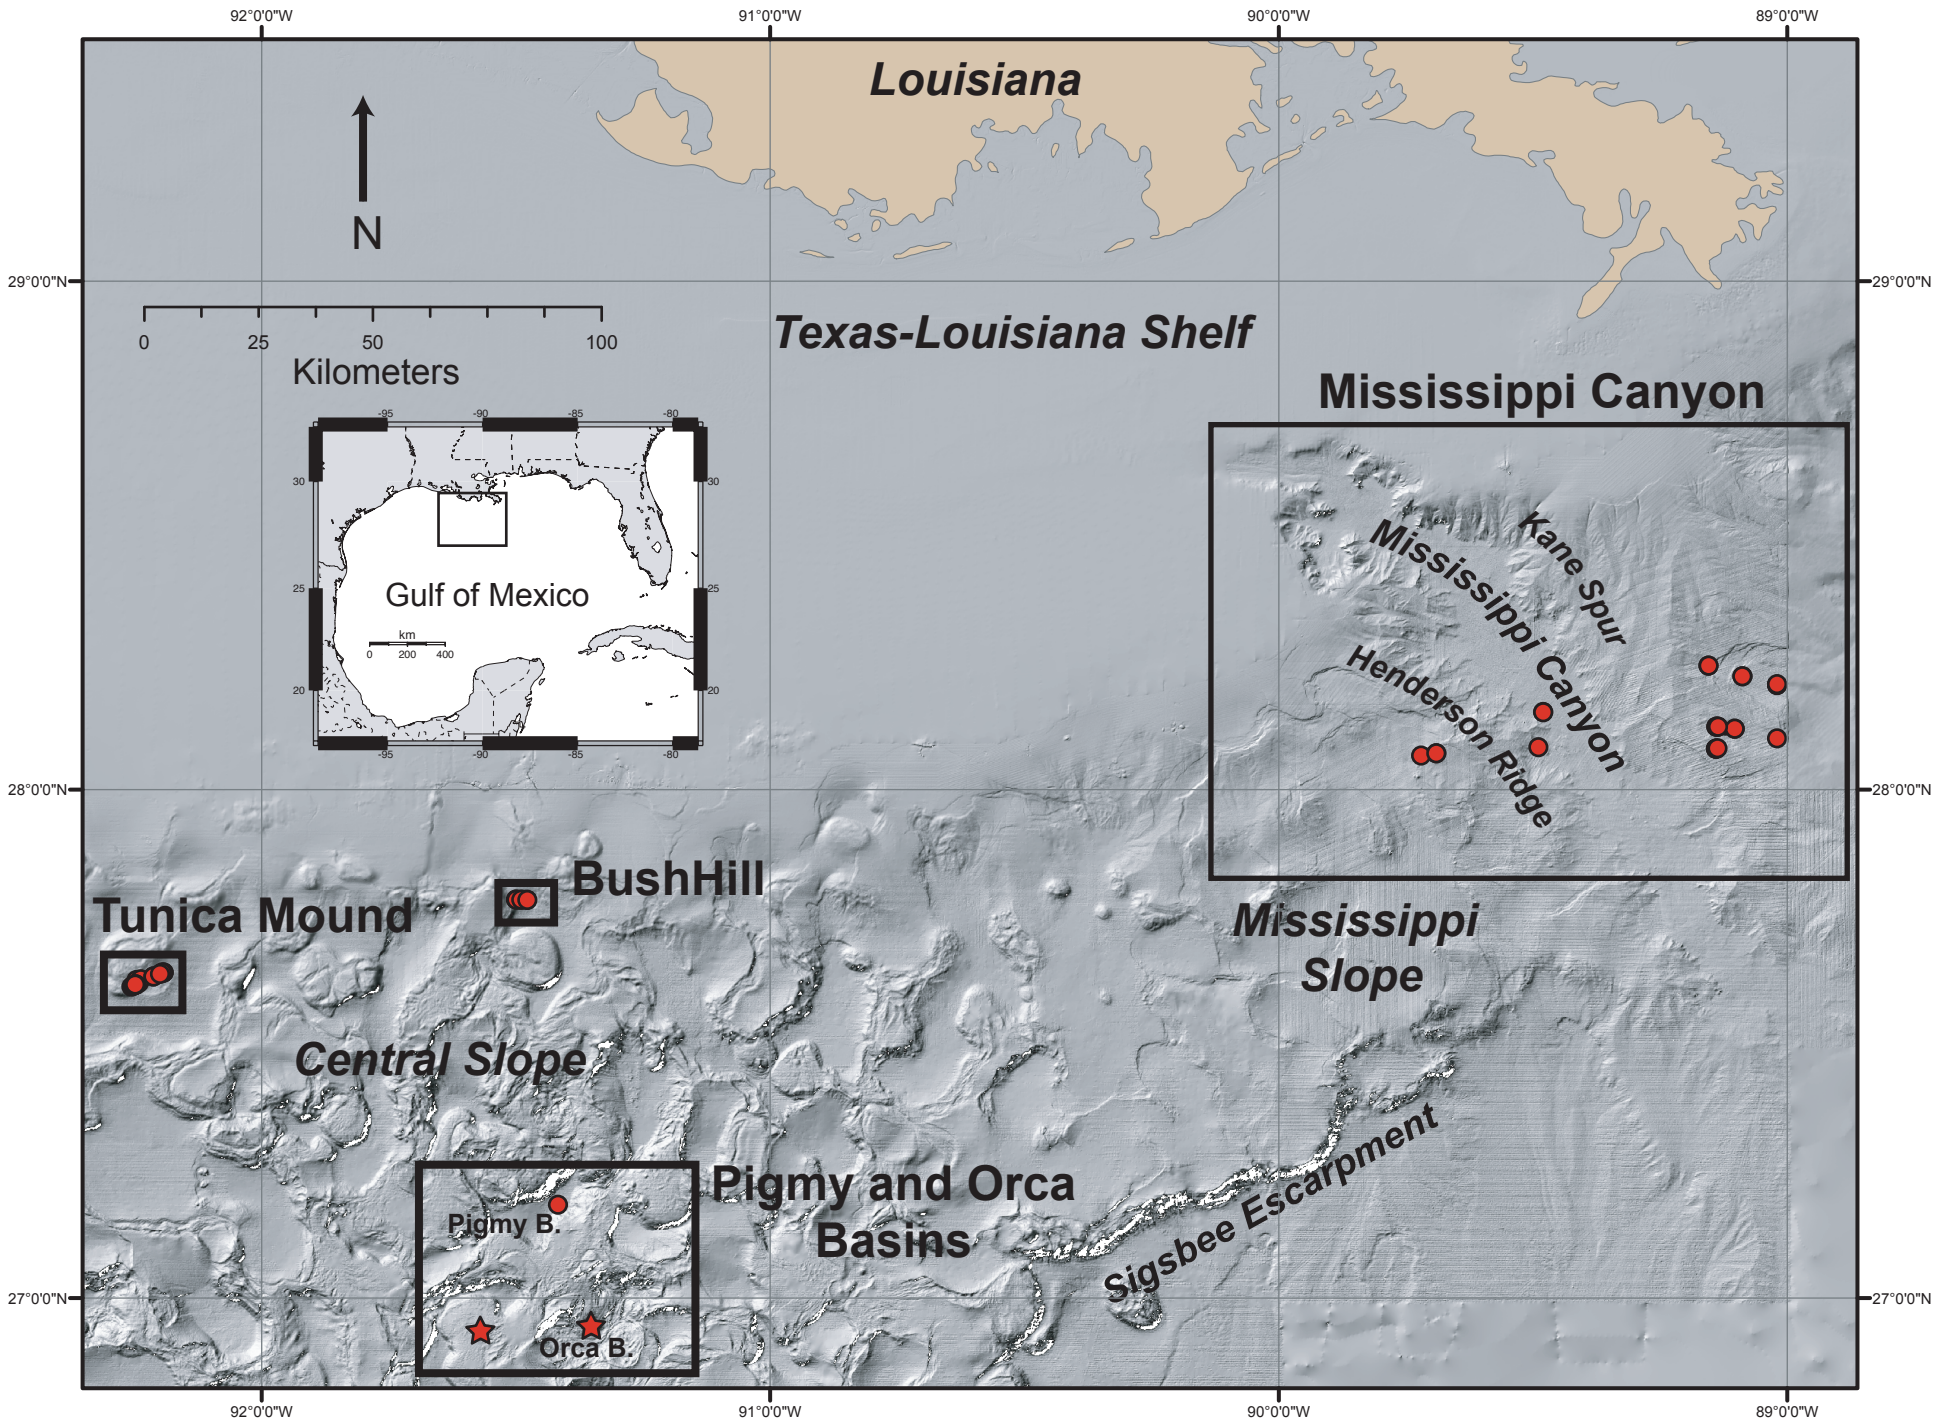 92°0'0"W
91°0'0"W
90°0'0"W
89°0'0"W
Louisiana
N
29°0'0"N
29°0'0"N
0
25
50
100
Kilometers
Texas-Louisiana Shelf
Mississippi Canyon
-95
-90
-85
-80
30
30
25
25
20
20
Gulf of Mexico
km
0
200
400
-95
-90
-85
-80
Kane Spur
Mississippi Canyon
Henderson Ridge
28°0'0"N
28°0'0"N
BushHill
Tunica Mound
Mississippi
Slope
Central Slope
Sigsbee Escarpment
Pigmy and Orca
Basins
Pigmy B.
Orca B.
27°0'0"N
27°0'0"N
92°0'0"W
91°0'0"W
90°0'0"W
89°0'0"W